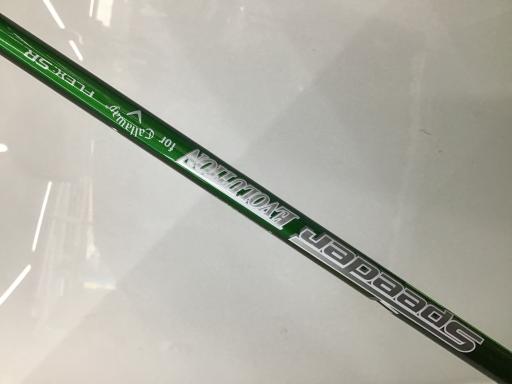 Speeder
EVOLUTION
for Callaway
FLEX:SR